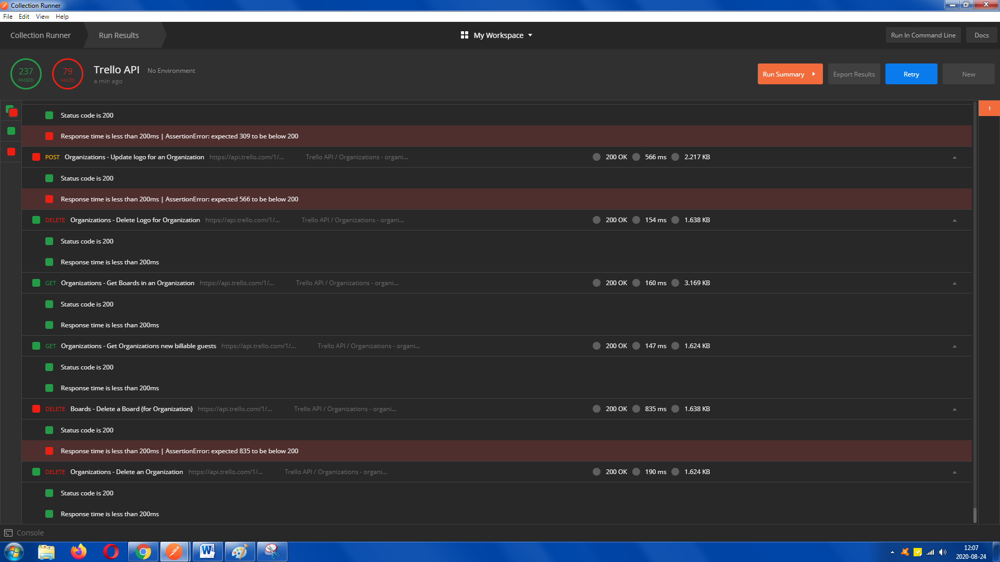 Collection Runner
File Edit View Help
Collection Runner Run Results My Workspace Run In Command Line Docs
237 PASSED 79 FAILED Trello API No Environment
a min ago
Run Summary Export Results Retry New
1
Status code is 200
Response time is less than 200ms | AssertionError: expected 309 to be below 200
POST Organizations - Update logo for an Organization https://api.trello.com/1/... Trello API / Organizations - organi... 200 OK 566 ms 2.217 KB
Status code is 200
Response time is less than 200ms | AssertionError: expected 566 to be below 200
DELETE Organizations - Delete Logo for Organization https://api.trello.com/1/... Trello API / Organizations - organi... 200 OK 154 ms 1.638 KB
Status code is 200
Response time is less than 200ms
GET Organizations - Get Boards in an Organization https://api.trello.com/1/... Trello API / Organizations - organi... 200 OK 160 ms 3.169 KB
Status code is 200
Response time is less than 200ms
GET Organizations - Get Organizations new billable guests https://api.trello.com/1/... Trello API / Organizations - organi... 200 OK 147 ms 1.624 KB
Status code is 200
Response time is less than 200ms
DELETE Boards - Delete a Board (for Organization) https://api.trello.com/1/... Trello API / Organizations - organi... 200 OK 835 ms 1.638 KB
Status code is 200
Response time is less than 200ms | AssertionError: expected 835 to be below 200
DELETE Organizations - Delete an Organization https://api.trello.com/1/... Trello API / Organizations - organi... 200 OK 190 ms 1.624 KB
Status code is 200
Response time is less than 200ms
Console
12:07
2020-08-24